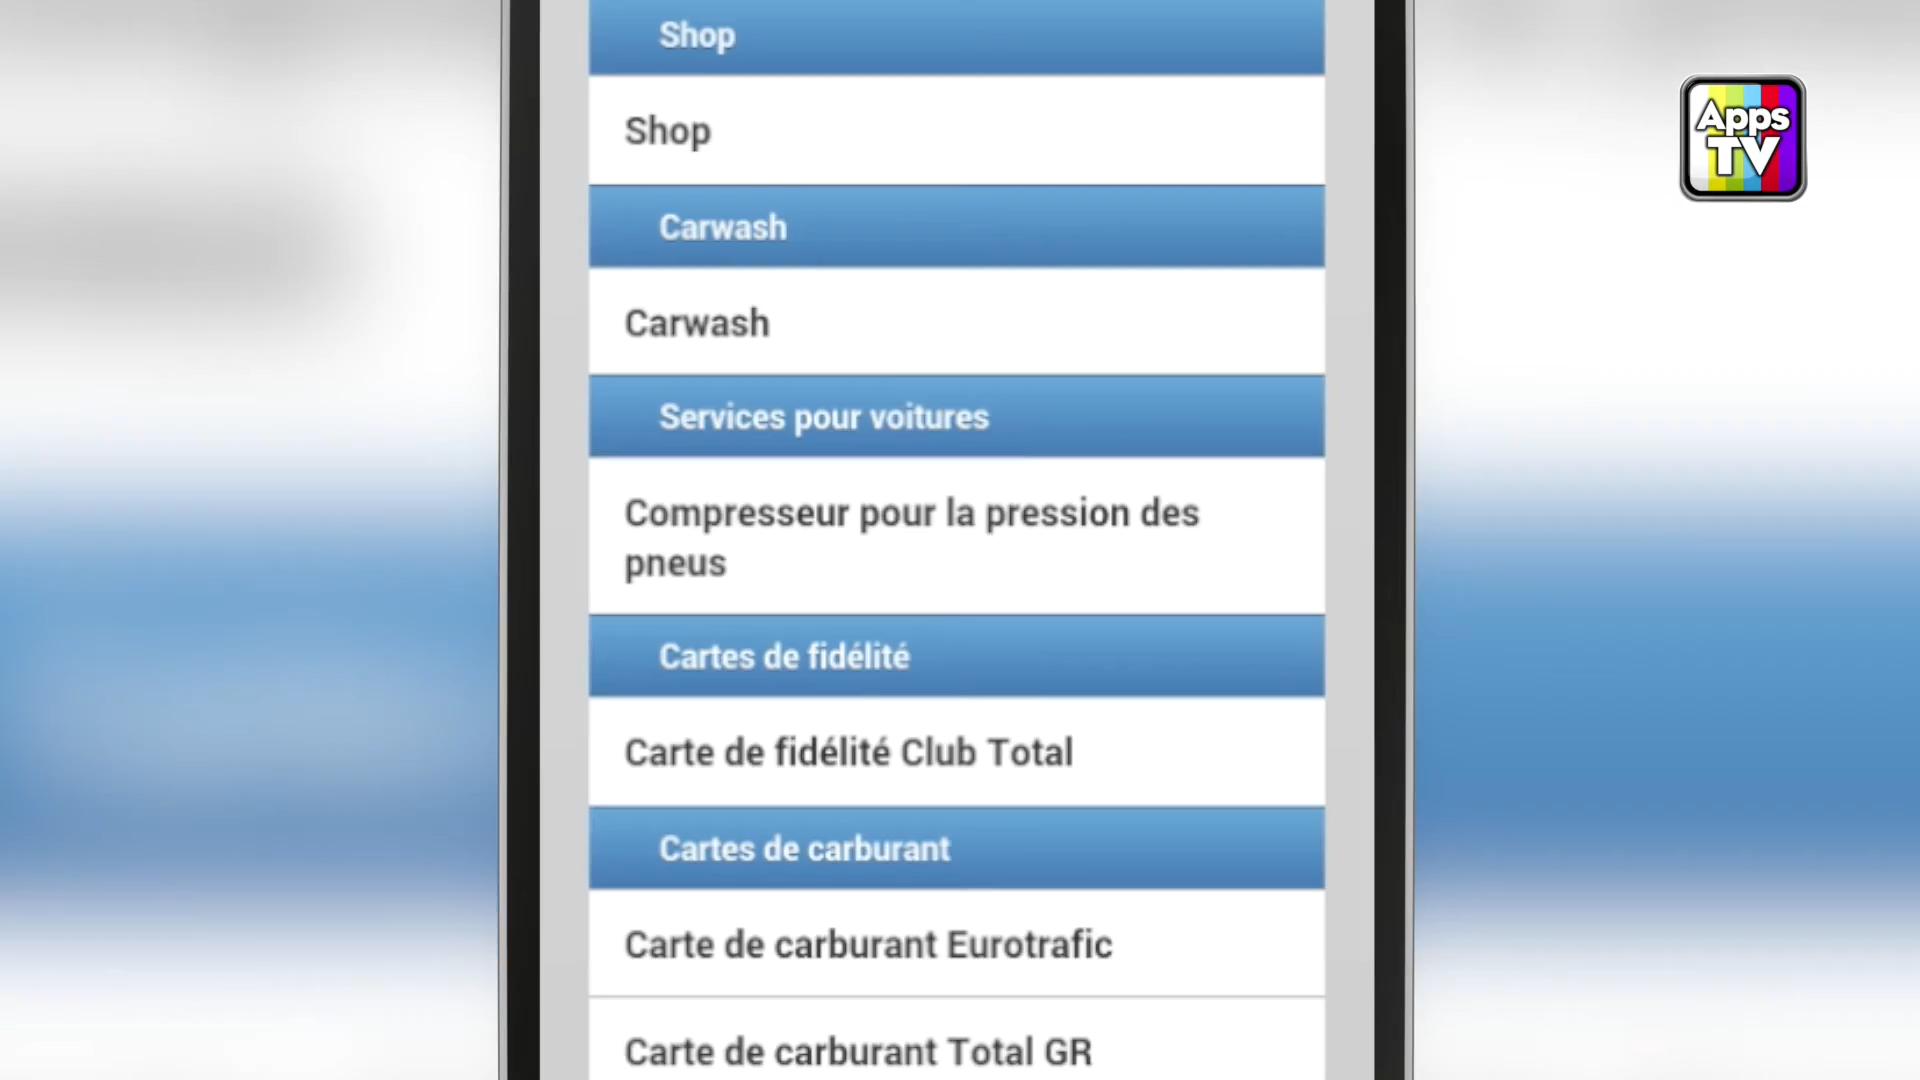 Shop
Shop
Carwash
Carwash
Services pour voitures
Compresseur pour la pression des
pneus
Cartes de fidélité
Carte de fidélité Club Total
Cartes de carburant
Carte de carburant Eurotrafic
Carte de carburant Total GR
Apps
TV